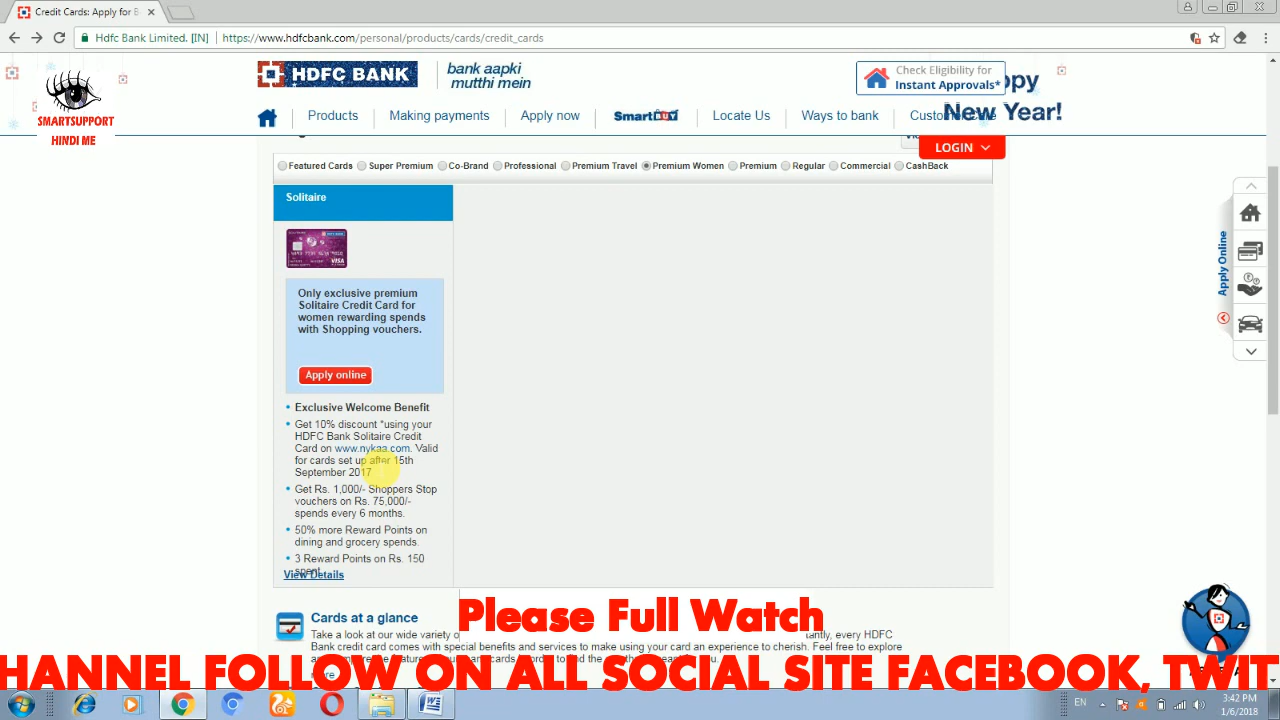 Credit Cards: Apply for B
Hdfc Bank Limited. [IN] https://www.hdfcbank.com/personal/products/cards/credit_cards
SMARTSUPPORT
HINDI ME
HDFC BANK
bank aapki
mutthi mein
Check Eligibility for
Instant Approvals*
ppy
New Year!
Products Making payments Apply now SmartBUY Locate Us Ways to bank Customer Care
LOGIN
Featured Cards Super Premium Co-Brand Professional Premium Travel Premium Women Premium Regular Commercial CashBack
Solitaire
VISA
Only exclusive premium
Solitaire Credit Card for
women rewarding spends
with Shopping vouchers.
Apply online
Exclusive Welcome Benefit
Get 10% discount *using your
HDFC Bank Solitaire Credit
Card on www.nykaa.com. Valid
for cards set up after 15th
September 2017
Get Rs. 1,000/- Shoppers Stop
vouchers on Rs. 75,000/-
spends every 6 months.
50% more Reward Points on
dining and grocery spends.
3 Reward Points on Rs. 150
spent
View Details
Apply Online
Cards at a glance
Please Full Watch
Take a look at our wide variety o tantly, every HDFC
Bank credit card comes with special benefits and services to make using your card an experience to cherish. Feel free to explore
HANNEL FOLLOW ON ALL SOCIAL SITE FACEBOOK, TWIT
EN
3:42 PM
1/6/2018